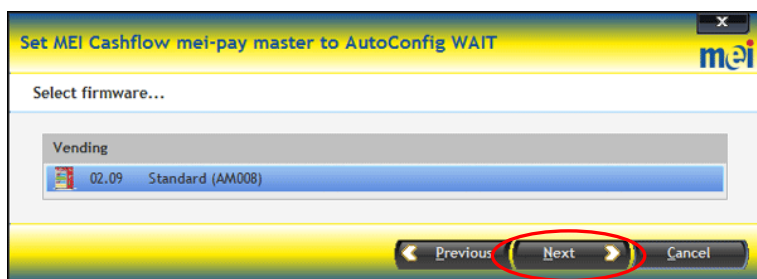 x
Set MEI Cashflow mei-pay master to AutoConfig WAIT
mei
Select firmware...
Vending
02.09 Standard (AM008)
Previous Next Cancel